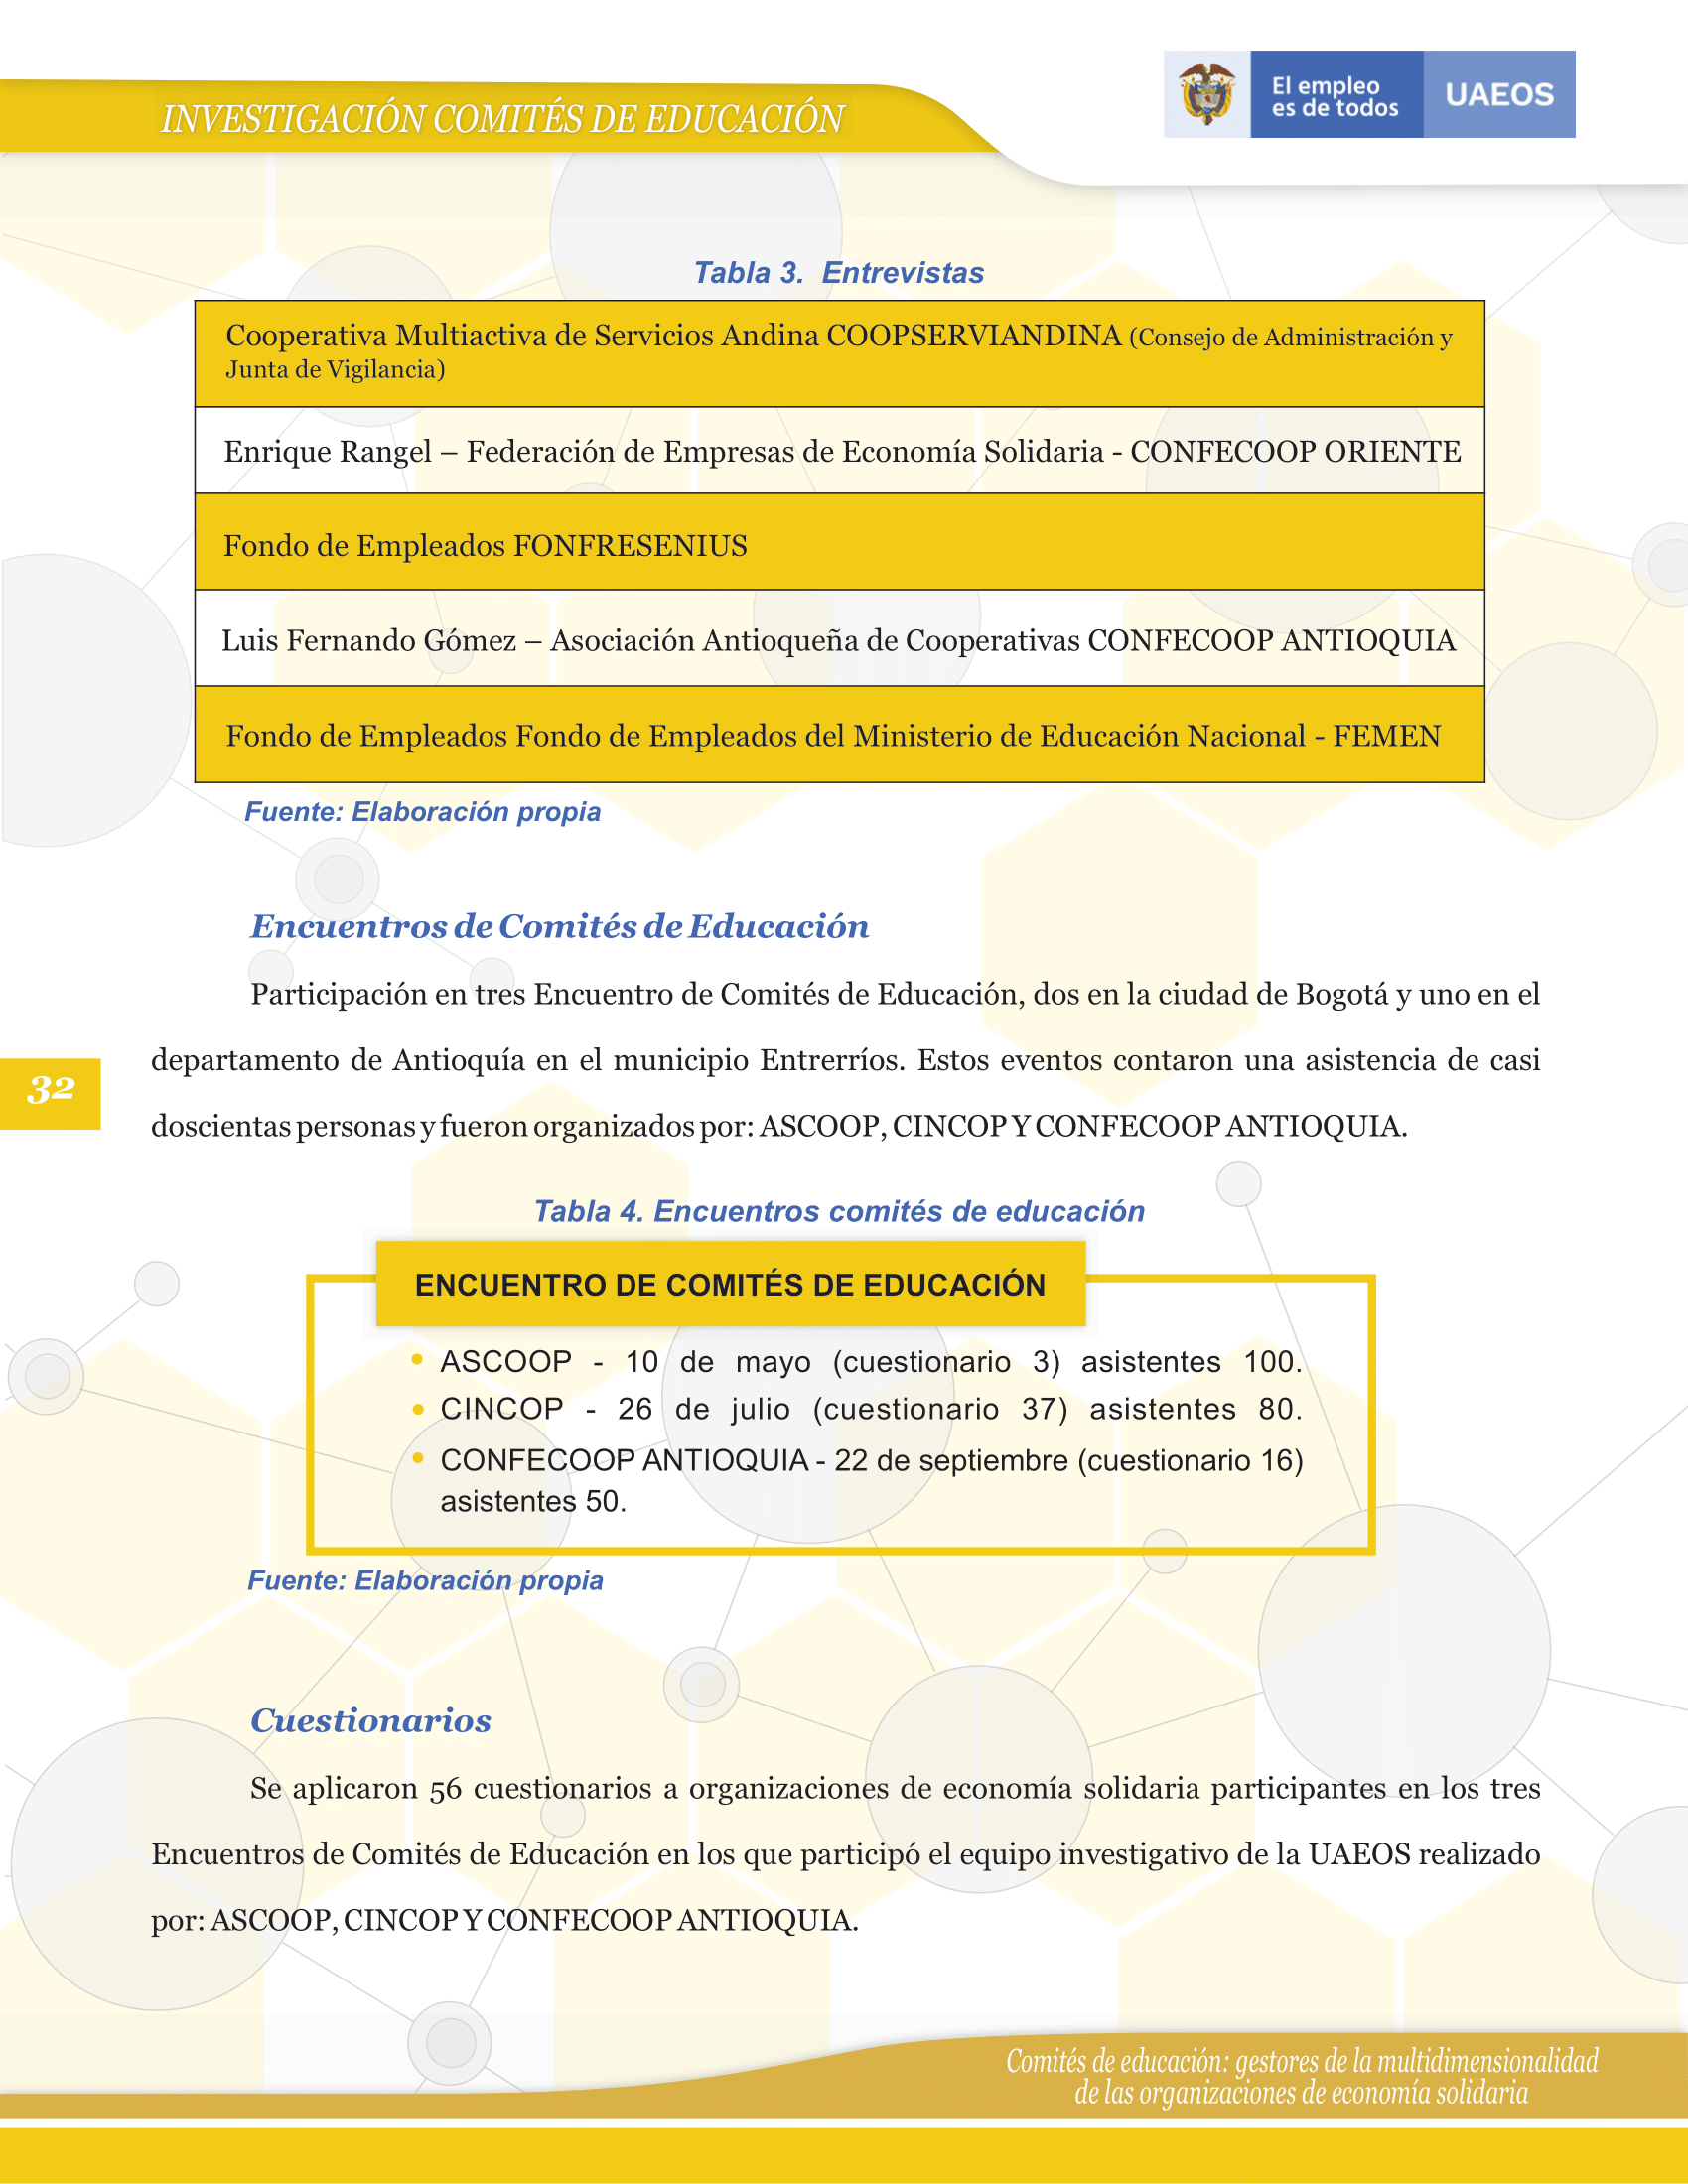 INVESTIGACIÓN COMITÉS DE EDUCACIÓN
El empleo
es de todos
UAEOS
Tabla 3.  Entrevistas
Cooperativa Multiactiva de Servicios Andina COOPSERVIANDINA (Consejo de Administración y
Junta de Vigilancia)
Enrique Rangel – Federación de Empresas de Economía Solidaria - CONFECOOP ORIENTE
Fondo de Empleados FONFRESENIUS
Luis Fernando Gómez – Asociación Antioqueña de Cooperativas CONFECOOP ANTIOQUIA
Fondo de Empleados Fondo de Empleados del Ministerio de Educación Nacional - FEMEN
Fuente: Elaboración propia
Encuentros de Comités de Educación
Participación en tres Encuentro de Comités de Educación, dos en la ciudad de Bogotá y uno en el
departamento de Antioquía en el municipio Entrerríos. Estos eventos contaron una asistencia de casi
doscientas personas y fueron organizados por: ASCOOP, CINCOP Y CONFECOOP ANTIOQUIA.
32
Tabla 4. Encuentros comités de educación
ENCUENTRO DE COMITÉS DE EDUCACIÓN
• ASCOOP - 10 de mayo (cuestionario 3) asistentes 100.
• CINCOP - 26 de julio (cuestionario 37) asistentes 80.
• CONFECOOP ANTIOQUIA - 22 de septiembre (cuestionario 16)
asistentes 50.
Fuente: Elaboración propia
Cuestionarios
Se aplicaron 56 cuestionarios a organizaciones de economía solidaria participantes en los tres
Encuentros de Comités de Educación en los que participó el equipo investigativo de la UAEOS realizado
por: ASCOOP, CINCOP Y CONFECOOP ANTIOQUIA.
Comités de educación: gestores de la multidimensionalidad
de las organizaciones de economía solidaria